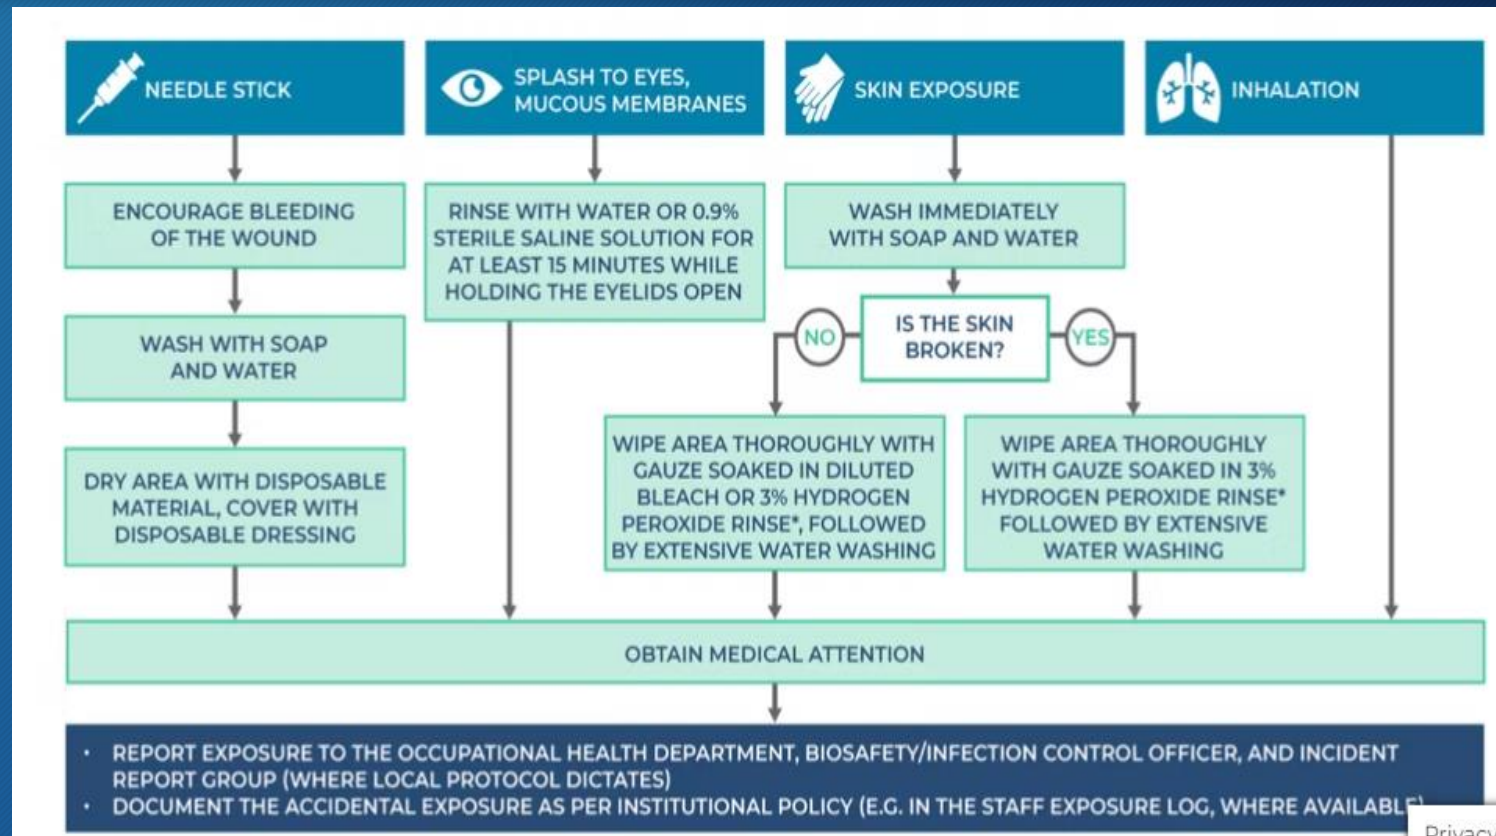 NEEDLE STICK
SPLASH TO EYES,
MUCOUS MEMBRANES
SKIN EXPOSURE
INHALATION
ENCOURAGE BLEEDING
OF THE WOUND
WASH WITH SOAP
AND WATER
DRY AREA WITH DISPOSABLE
MATERIAL, COVER WITH
DISPOSABLE DRESSING
RINSE WITH WATER OR 0.9%
STERILE SALINE SOLUTION FOR
AT LEAST 15 MINUTES WHILE
HOLDING THE EYELIDS OPEN
WASH IMMEDIATELY
WITH SOAP AND WATER
IS THE SKIN
BROKEN?
NO
YES
WIPE AREA THOROUGHLY WITH
GAUZE SOAKED IN DILUTED
BLEACH OR 3% HYDROGEN
PEROXIDE RINSE*, FOLLOWED
BY EXTENSIVE WATER WASHING
WIPE AREA THOROUGHLY
WITH GAUZE SOAKED IN 3%
HYDROGEN PEROXIDE RINSE*
FOLLOWED BY EXTENSIVE
WATER WASHING
OBTAIN MEDICAL ATTENTION
• REPORT EXPOSURE TO THE OCCUPATIONAL HEALTH DEPARTMENT, BIOSAFETY/INFECTION CONTROL OFFICER, AND INCIDENT
REPORT GROUP (WHERE LOCAL PROTOCOL DICTATES)
• DOCUMENT THE ACCIDENTAL EXPOSURE AS PER INSTITUTIONAL POLICY (E.G. IN THE STAFF EXPOSURE LOG, WHERE AVAILABLE)
Privacy